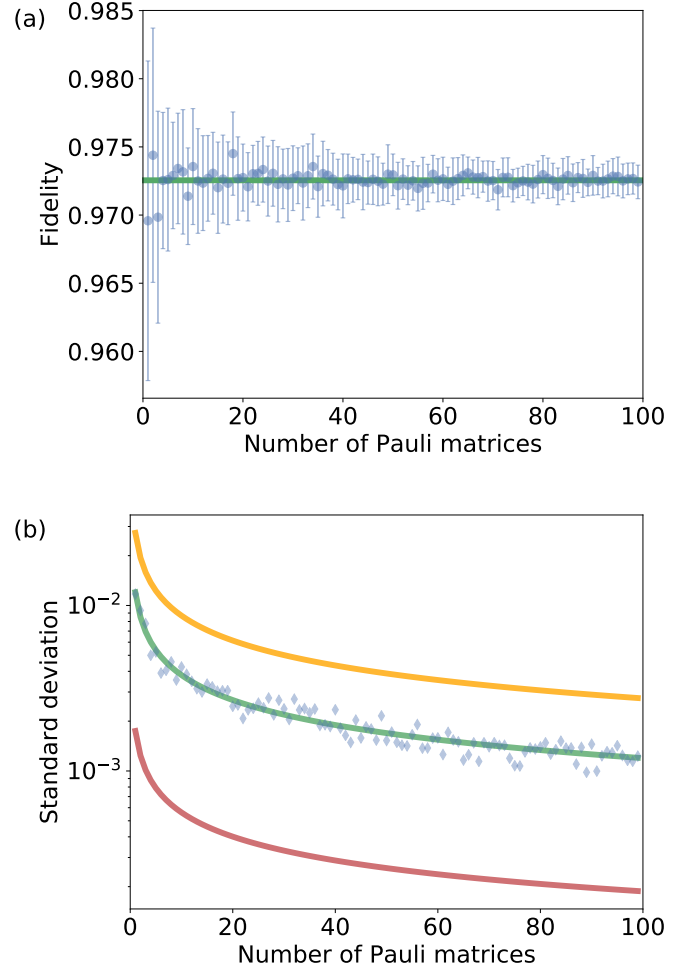 (a)
0.985
0.980
0.975
0.970
0.965
0.960
Fidelity
0 20 40 60 80 100
Number of Pauli matrices
(b)
10⁻²
10⁻³
Standard deviation
0 20 40 60 80 100
Number of Pauli matrices